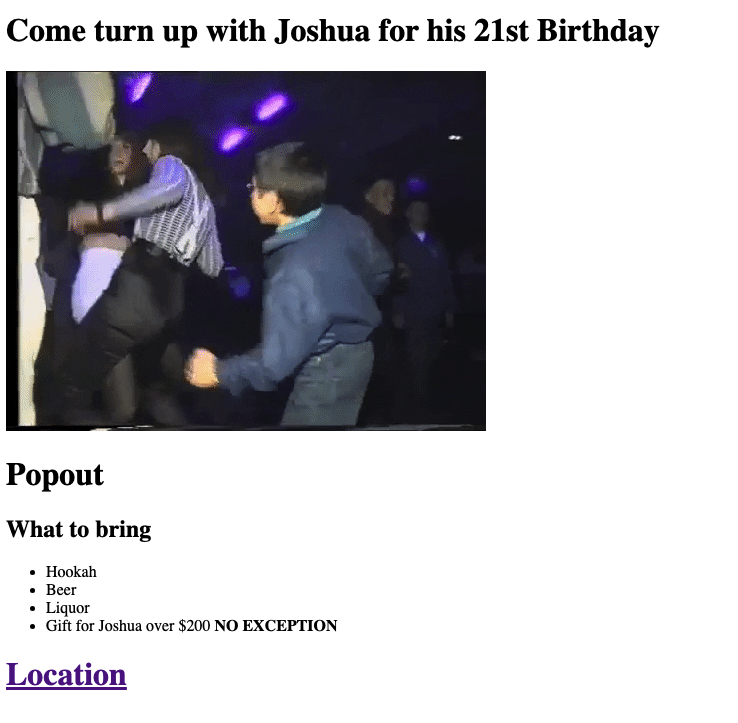 Come turn up with Joshua for his 21st Birthday
Popout
What to bring
Hookah
Beer
Liquor
Gift for Joshua over $200 NO EXCEPTION
Location